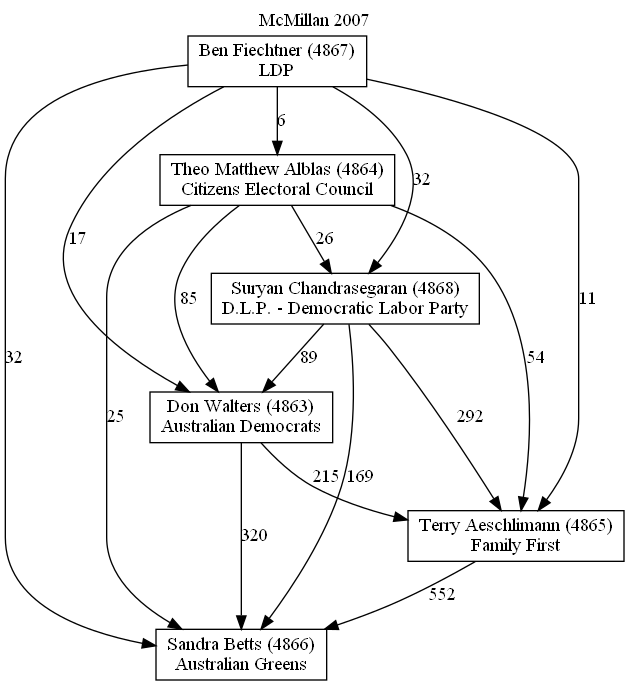 McMillan 2007
Ben Fiechtner (4867)
LDP
6
Theo Matthew Alblas (4864)
Citizens Electoral Council
32
17
26
Suryan Chandrasegaran (4868)
D.L.P. - Democratic Labor Party
85
11
32
25
89
54
Don Walters (4863)
Australian Democrats
292
215
169
Terry Aeschlimann (4865)
Family First
320
552
Sandra Betts (4866)
Australian Greens